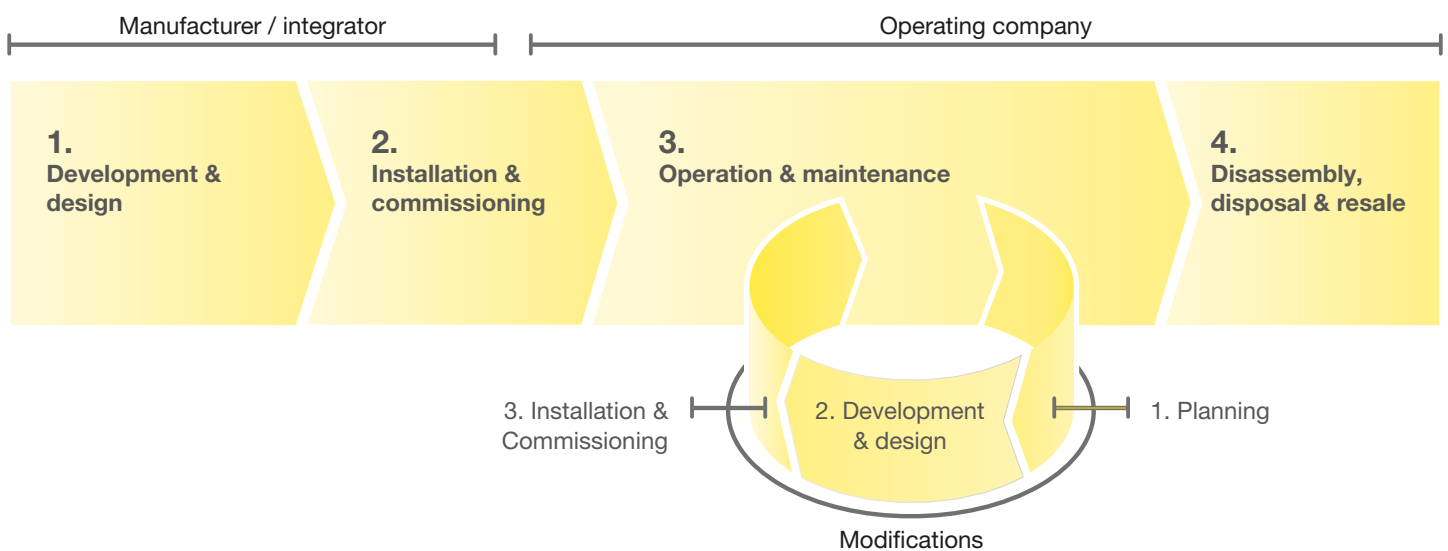 Manufacturer / integrator
Operating company
1.
Development &
design
2.
Installation &
commissioning
3.
Operation & maintenance
4.
Disassembly,
disposal & resale
3. Installation &
Commissioning
2. Development
& design
1. Planning
Modifications